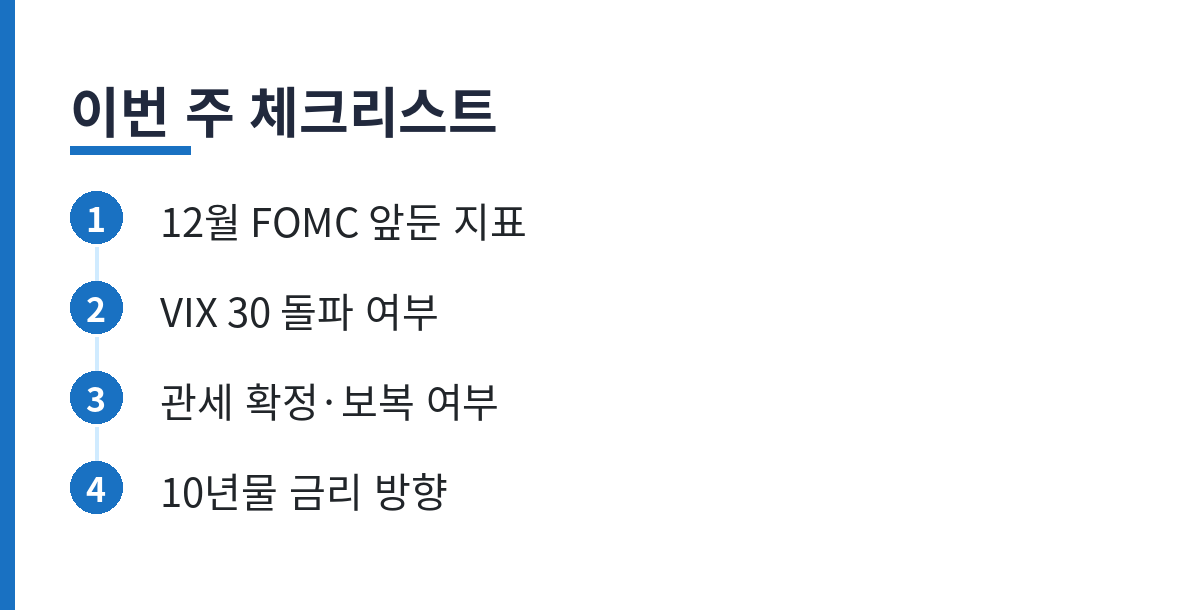 이번 주 체크리스트
1 12월 FOMC 앞둔 지표
2 VIX 30 돌파 여부
3 관세 확정·보복 여부
4 10년물 금리 방향